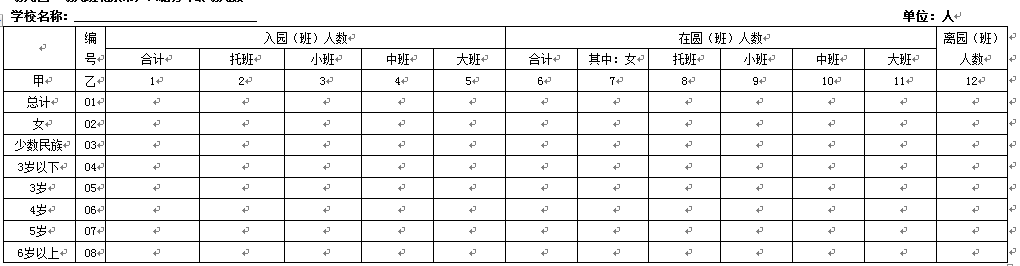 学校名称： 单位：人
编号 入园（班）人数 在圆（班）人数 离园（班）人数
合计 托班 小班 中班 大班 合计 其中：女 托班 小班 中班 大班
甲 乙 1 2 3 4 5 6 7 8 9 10 11 12
总计 01
女 02
少数民族 03
3岁以下 04
3岁 05
4岁 06
5岁 07
6岁以上 08